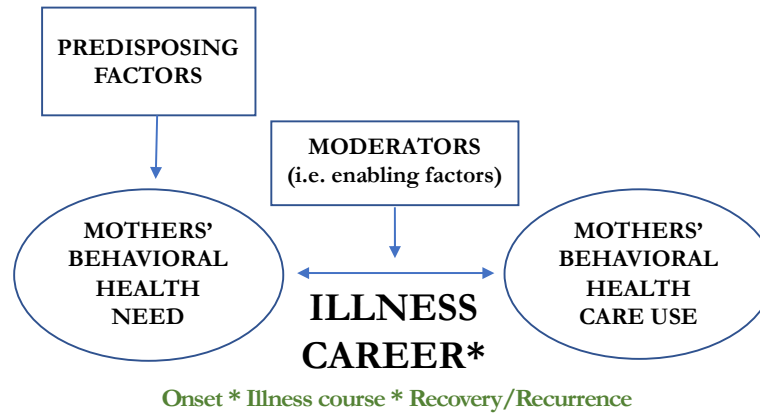 PREDISPOSING
FACTORS
MODERATORS
(i.e. enabling factors)
MOTHERS’
BEHAVIORAL
HEALTH
NEED
MOTHERS’
BEHAVIORAL
HEALTH
CARE USE
ILLNESS
CAREER*
Onset * Illness course * Recovery/Recurrence